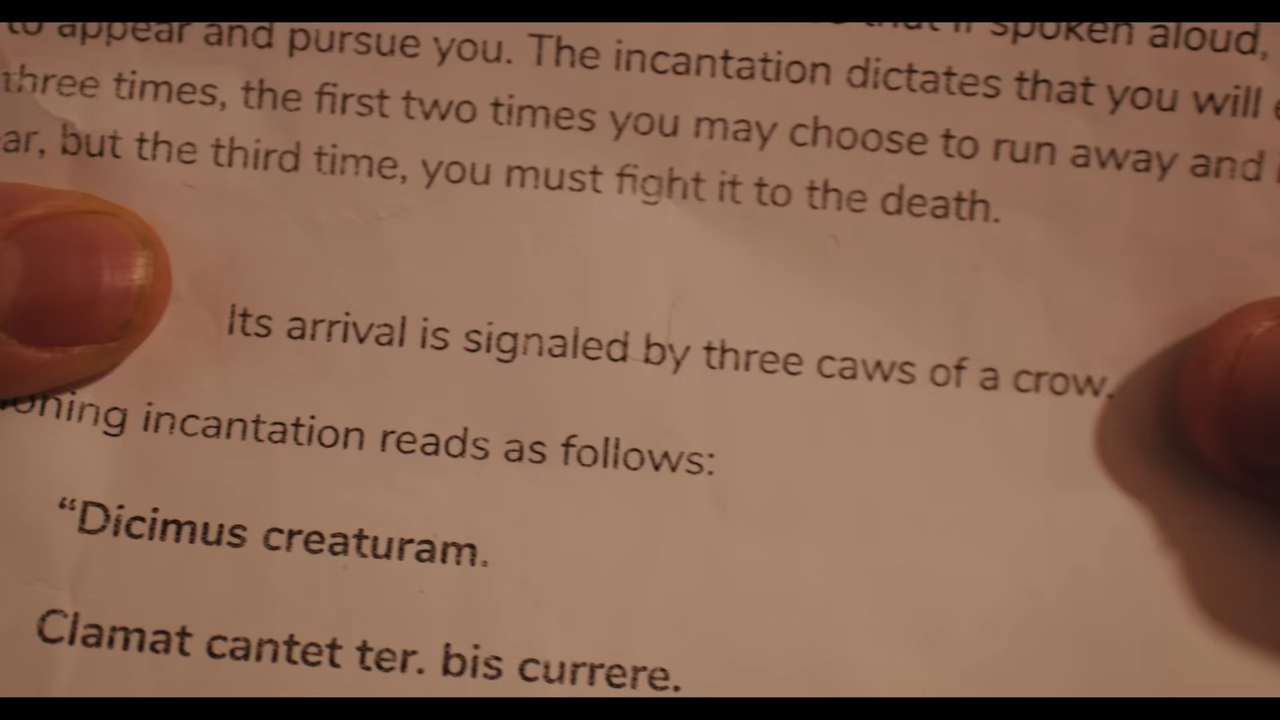 to appear and pursue you. The incantation dictates that you will
three times, the first two times you may choose to run away and
ar, but the third time, you must fight it to the death.
Its arrival is signaled by three caws of a crow.
oning incantation reads as follows:
“Dicimus creaturam.
Clamat cantet ter. bis currere.